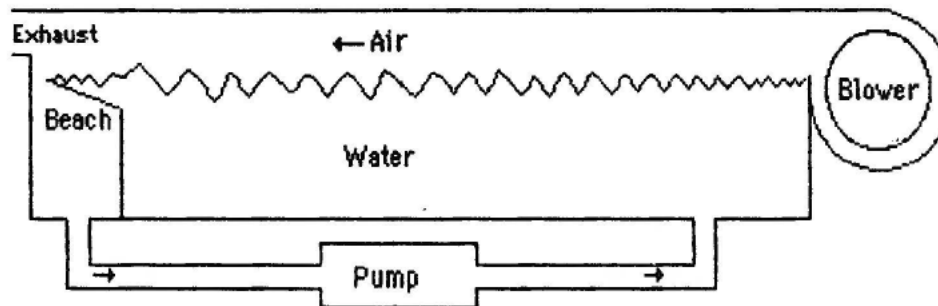 Exhaust
← Air
Blower
Beach
Water
→ Pump →